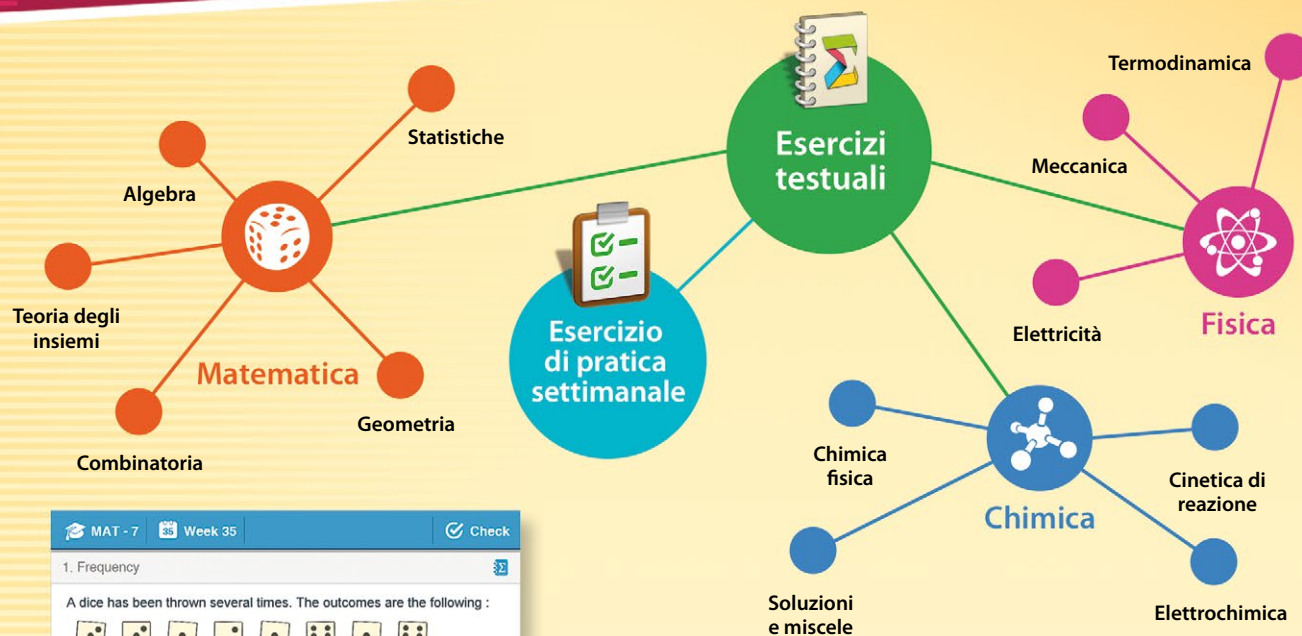 Termodinamica
Statistiche
Esercizi
testuali
Meccanica
Algebra
Teoria degli
insiemi
Esercizio
di pratica
settimanale
Elettricità
Fisica
Matematica
Geometria
Combinatoria
Chimica
fisica
Cinetica di
reazione
Chimica
Soluzioni
e miscele
Elettrochimica
MAT - 7 35 Week 35 Check
1. Frequency Σ
A dice has been thrown several times. The outcomes are the following :